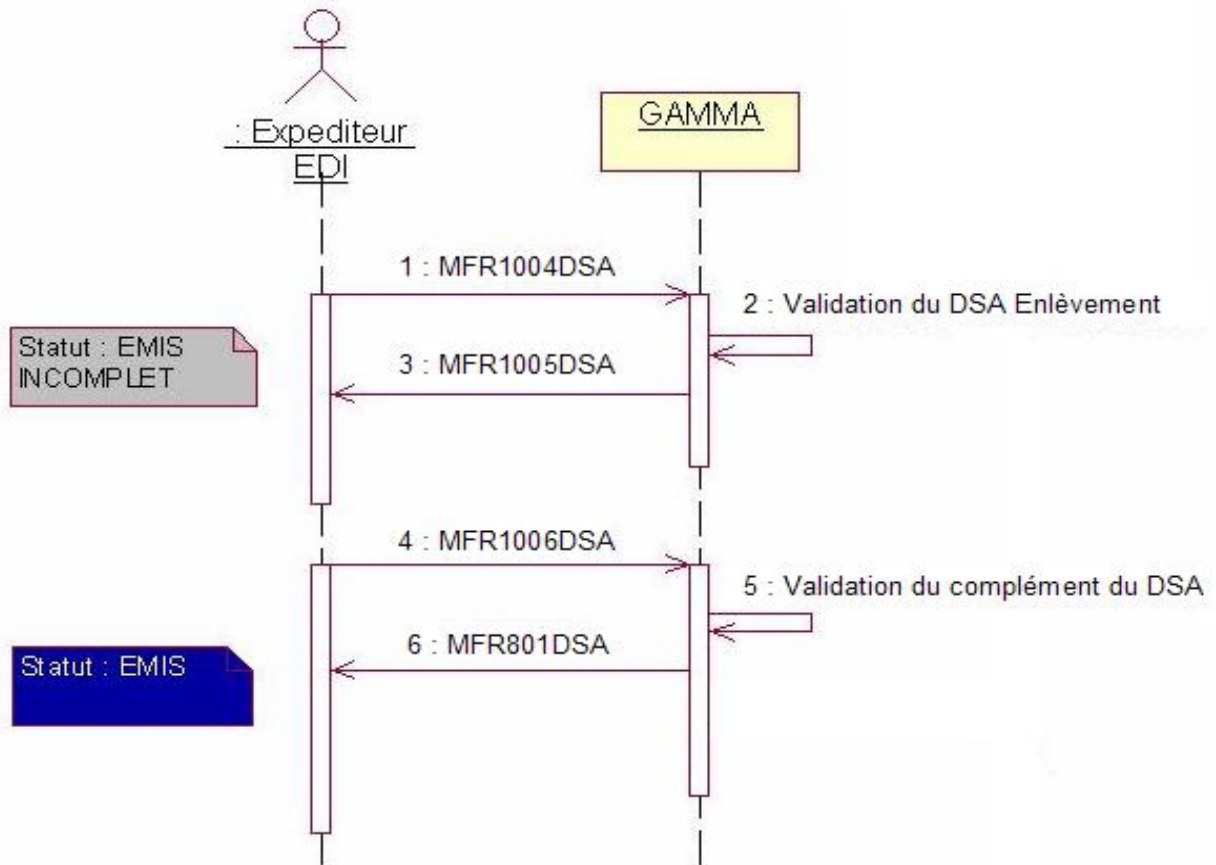 : Expediteur
EDI
GAMMA
1 : MFR1004DSA
2 : Validation du DSA Enlèvement
Statut : EMIS
INCOMPLET
3 : MFR1005DSA
4 : MFR1006DSA
5 : Validation du complément du DSA
6 : MFR801DSA
Statut : EMIS